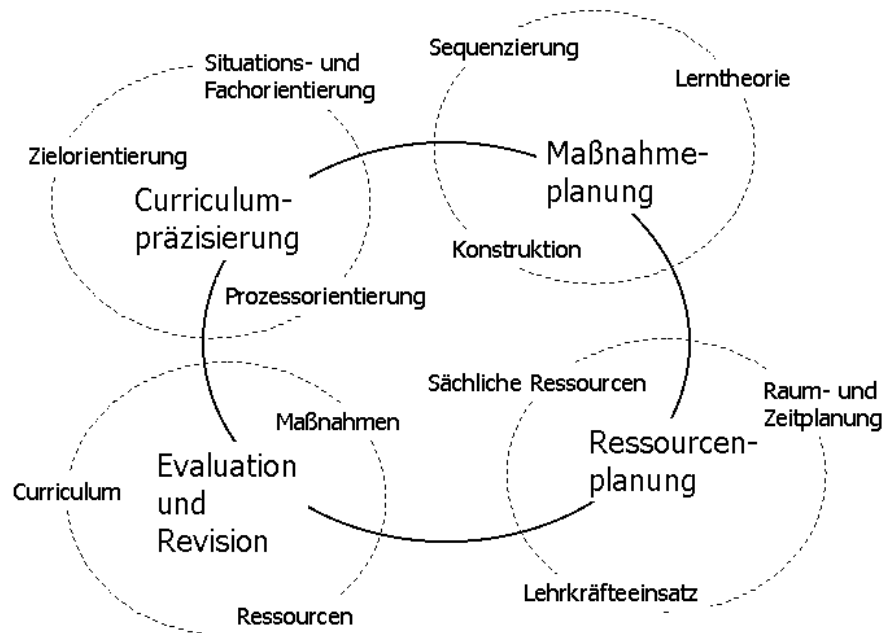 Situations- und
Fachorientierung
Zielorientierung
Curriculum-
präzisierung
Prozessorientierung
Sequenzierung
Lerntheorie
Maßnahme-
planung
Konstruktion
Sächliche Ressourcen
Raum- und
Zeitplanung
Ressourcen-
planung
Lehrkräfteeinsatz
Maßnahmen
Curriculum
Evaluation
und
Revision
Ressourcen